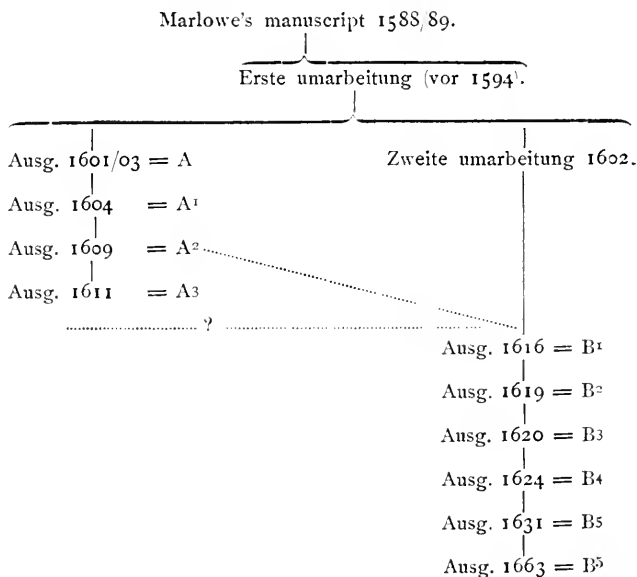 Marlowe's manuscript 1588/89.
Erste umarbeitung (vor 1594).
Ausg. 1601/03 = A Zweite umarbeitung 1602.
Ausg. 1604 = A¹
Ausg. 1609 = A²
Ausg. 1611 = A3
?
Ausg. 1616 = B¹
Ausg. 1619 = B²
Ausg. 1620 = B3
Ausg. 1624 = B4
Ausg. 1631 = B5
Ausg. 1663 = B⁵